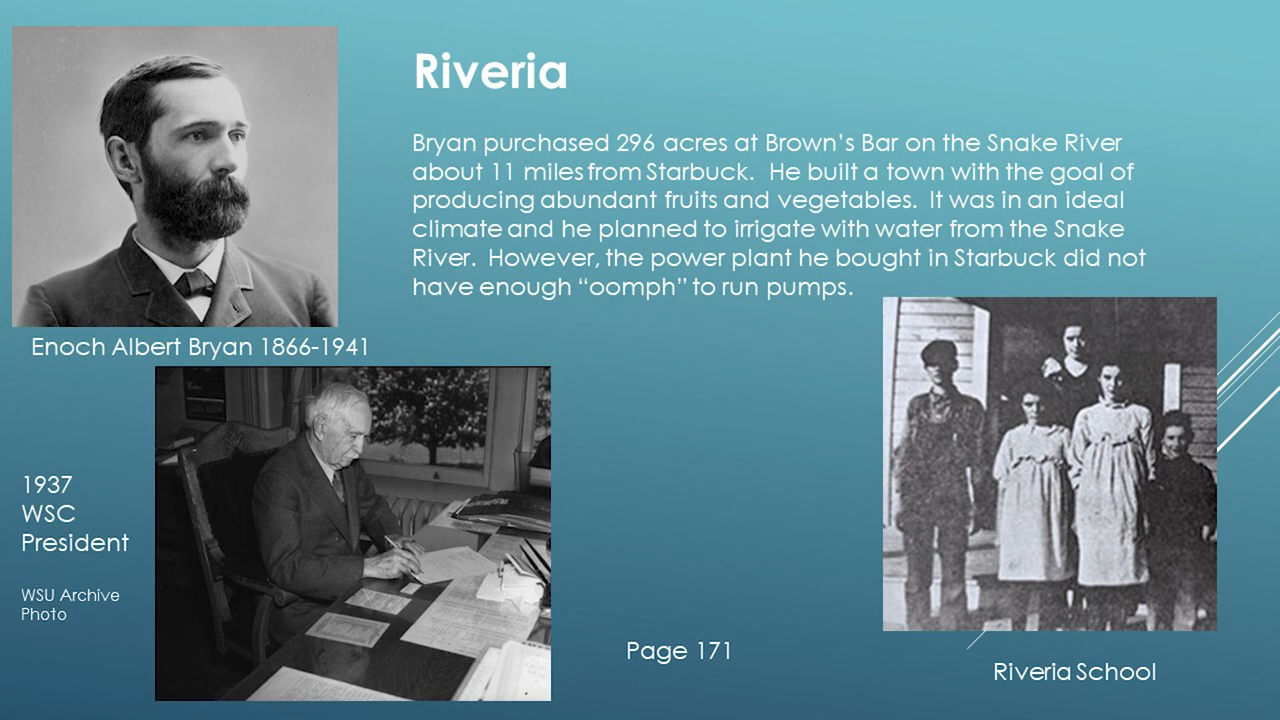 Riveria
Bryan purchased 296 acres at Brown’s Bar on the Snake River
about 11 miles from Starbuck.  He built a town with the goal of
producing abundant fruits and vegetables.  It was in an ideal
climate and he planned to irrigate with water from the Snake
River.  However, the power plant he bought in Starbuck did not
have enough “oomph” to run pumps.
Enoch Albert Bryan 1866-1941
1937
WSC
President
WSU Archive
Photo
Page 171
Riveria School